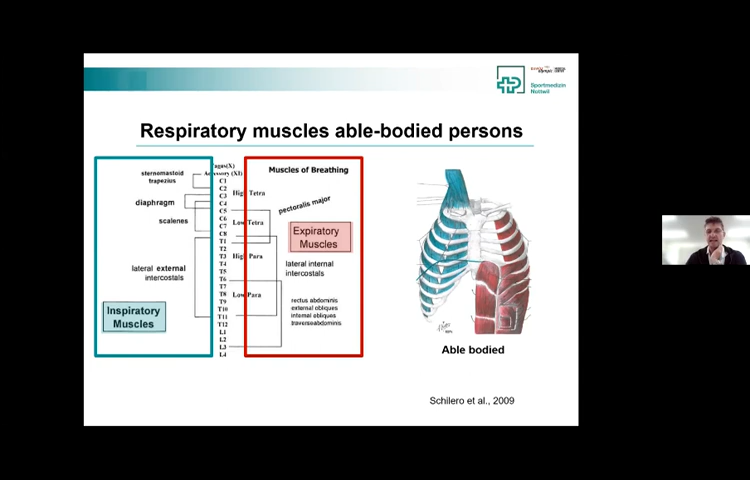 Sportmedizin
Nottwil
Respiratory muscles able-bodied persons
Muscles of Breathing
sternomastoid
trapezius
diaphragm
scalenes
lateral external
intercostals
Inspiratory
Muscles
Accessory (XI)
C1
C2
C3
C4
C5
C6
C7
C8
T1
T2
T3
T4
T5
T6
T7
T8
T9
T10
T11
T12
L1
L2
L3
L4
High Tetra
Low Tetra
High Para
Low Para
pectoralis major
Expiratory
Muscles
lateral internal
intercostals
rectus abdominis
external obliques
internal obliques
traverseabdominis
Able bodied
Schilero et al., 2009